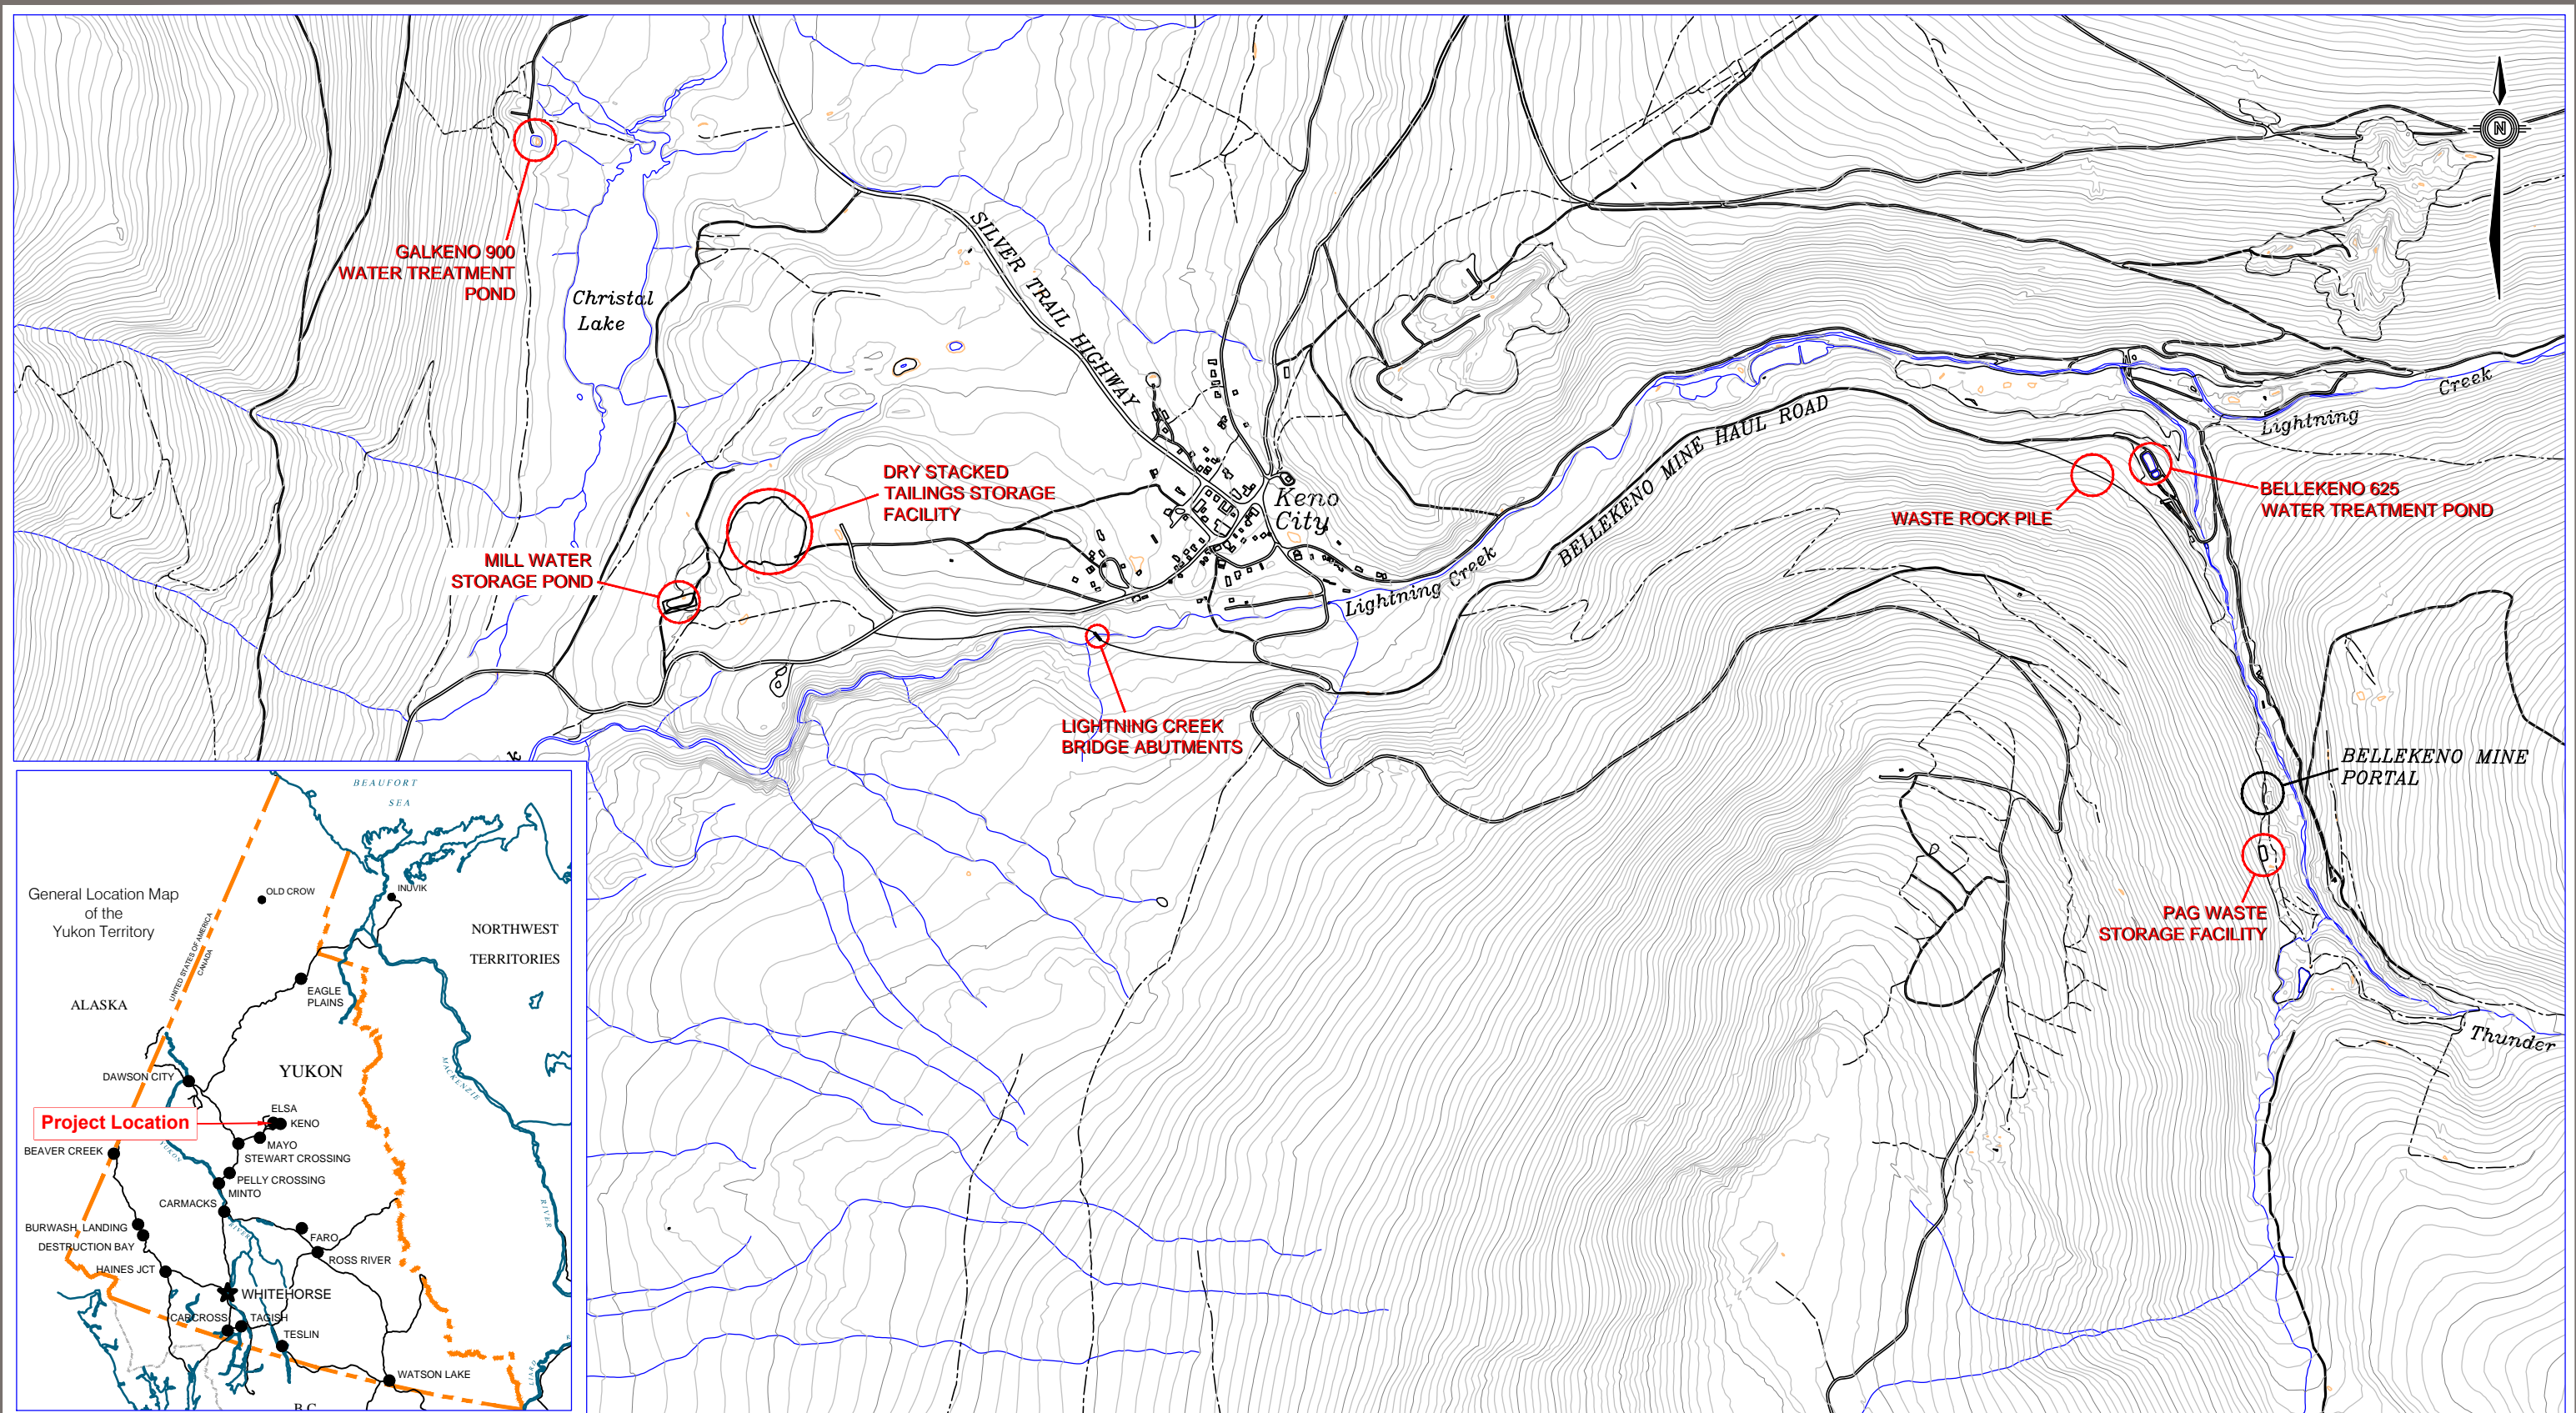 N
GALKENO 900
WATER TREATMENT
POND
Christal
Lake
SILVER TRAIL HIGHWAY
Creek
Lightning
BELLEKENO MINE HAUL ROAD
DRY STACKED
TAILINGS STORAGE
FACILITY
Keno
City
BELLEKENO 625
WATER TREATMENT POND
WASTE ROCK PILE
MILL WATER
STORAGE POND
Lightning Creek
LIGHTNING CREEK
BRIDGE ABUTMENTS
BELLEKENO MINE
PORTAL
PAG WASTE
STORAGE FACILITY
Thunder
BEAUFORT
SEA
General Location Map
of the
Yukon Territory
OLD CROW
INUVIK
UNITED STATES OF AMERICA
CANADA
NORTHWEST
TERRITORIES
EAGLE
PLAINS
ALASKA
YUKON
MACKENZIE
RIVER
DAWSON CITY
ELSA
KENO
Project Location
MAYO
BEAVER CREEK
YUKON
STEWART CROSSING
PELLY CROSSING
MINTO
CARMACKS
RIVER
BURWASH LANDING
DESTRUCTION BAY
FARO
ROSS RIVER
HAINES JCT
WHITEHORSE
CARCROSS
TAGISH
TESLIN
WATSON LAKE
LIARD
B.C.